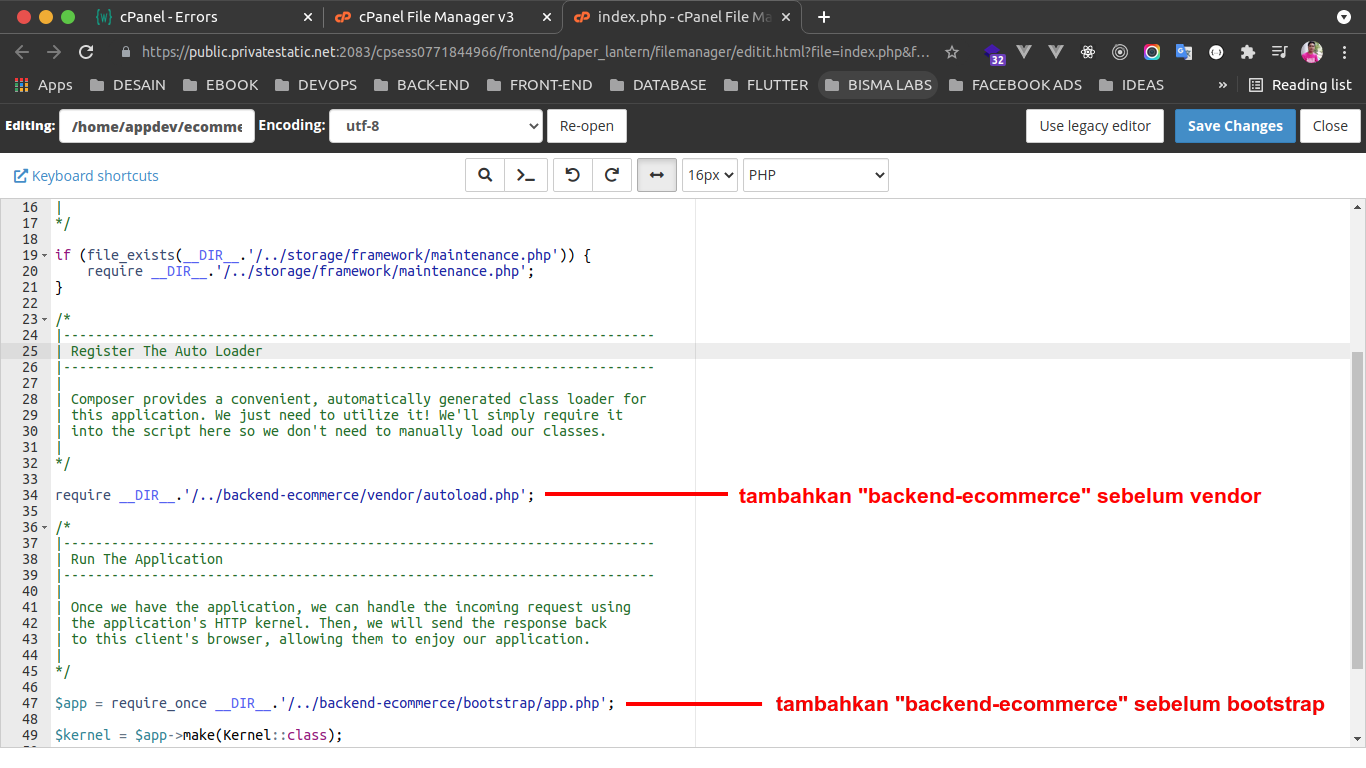 cPanel - Errors
cPanel File Manager v3
index.php - cPanel File Ma
https://public.privatestatic.net:2083/cpsess0771844966/frontend/paper_lantern/filemanager/editit.html?file=index.php&f...
32
Apps DESAIN EBOOK DEVOPS BACK-END FRONT-END DATABASE FLUTTER BISMA LABS FACEBOOK ADS IDEAS » Reading list
Editing: /home/appdev/ecomme Encoding: utf-8 Re-open Use legacy editor Save Changes Close
Keyboard shortcuts 16px PHP
16 |
17 */
18
19 if (file_exists(__DIR__.'/../storage/framework/maintenance.php')) {
20 require __DIR__.'/../storage/framework/maintenance.php';
21 }
22
23 /*
24 |--------------------------------------------------------------------------
25 | Register The Auto Loader
26 |--------------------------------------------------------------------------
27 |
28 | Composer provides a convenient, automatically generated class loader for
29 | this application. We just need to utilize it! We'll simply require it
30 | into the script here so we don't need to manually load our classes.
31 |
32 */
33
34 require __DIR__.'/../backend-ecommerce/vendor/autoload.php'; tambahkan "backend-ecommerce" sebelum vendor
35
36 /*
37 |--------------------------------------------------------------------------
38 | Run The Application
39 |--------------------------------------------------------------------------
40 |
41 | Once we have the application, we can handle the incoming request using
42 | the application's HTTP kernel. Then, we will send the response back
43 | to this client's browser, allowing them to enjoy our application.
44 |
45 */
46
47 $app = require_once __DIR__.'/../backend-ecommerce/bootstrap/app.php'; tambahkan "backend-ecommerce" sebelum bootstrap
48
49 $kernel = $app->make(Kernel::class);